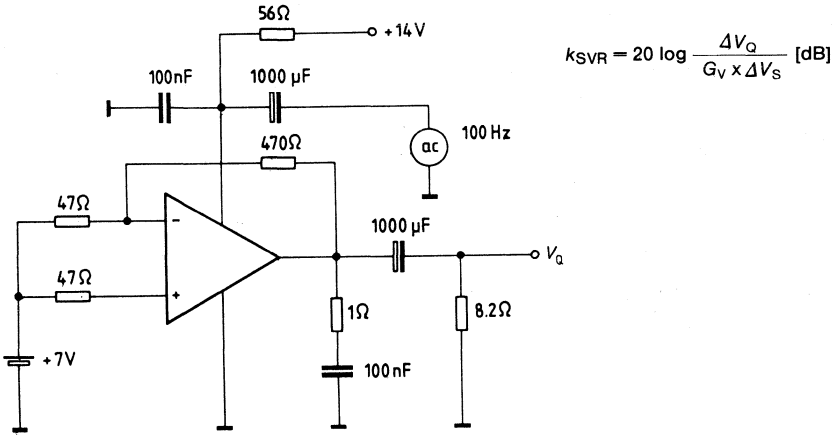 56Ω
+14V
k_SVR = 20 log ΔV_Q / (G_V x ΔV_S) [dB]
100nF
1000 µF
470Ω
ac
100 Hz
47Ω
−
1000 µF
V_Q
47Ω
+
1Ω
8.2Ω
+7V
100nF